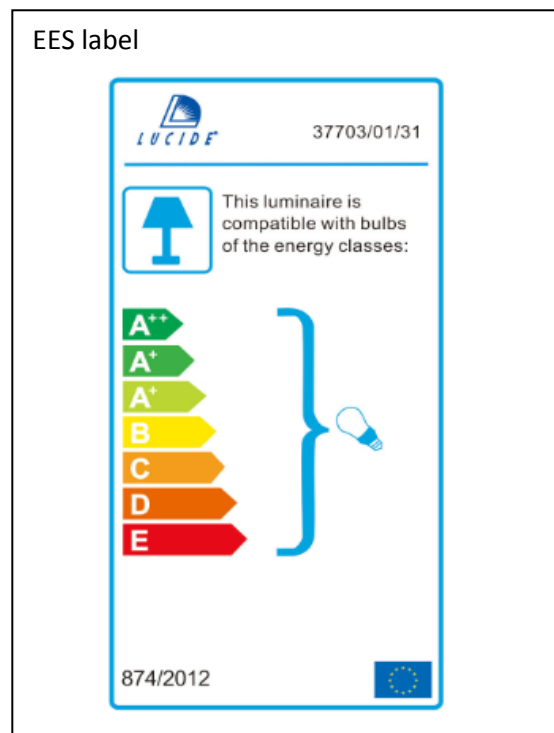 EES label
LUCIDE®
37703/01/31
This luminaire is
compatible with bulbs
of the energy classes:
A++
A+
A+
B
C
D
E
874/2012